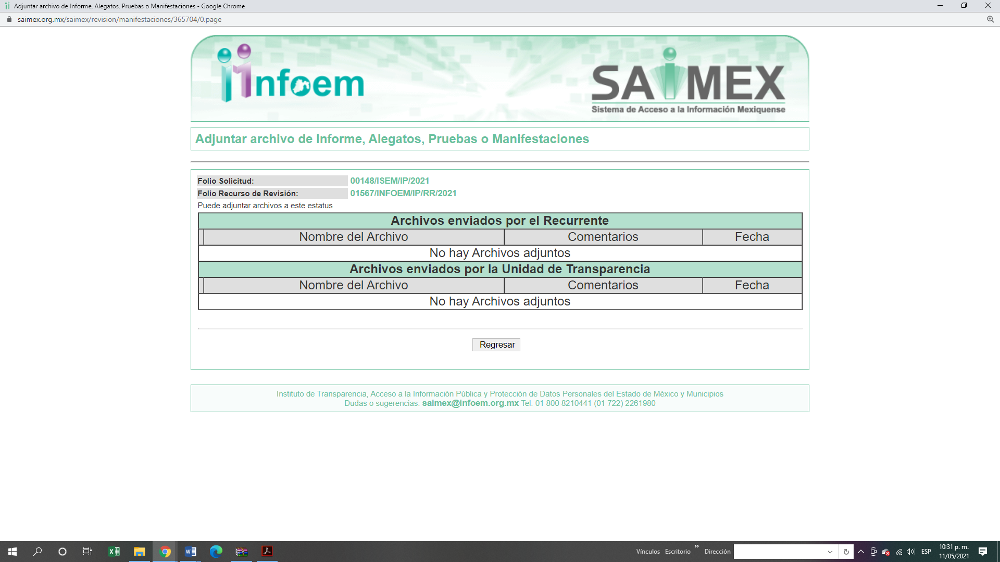 Adjuntar archivo de Informe, Alegatos, Pruebas o Manifestaciones - Google Chrome
saimex.org.mx/saimex/revision/manifestaciones/365704/0.page
infoem
SAiMEX
Sistema de Acceso a la Información Mexiquense
Adjuntar archivo de Informe, Alegatos, Pruebas o Manifestaciones
Folio Solicitud: 00148/ISEM/IP/2021
Folio Recurso de Revisión: 01567/INFOEM/IP/RR/2021
Puede adjuntar archivos a este estatus
Archivos enviados por el Recurrente
Nombre del Archivo Comentarios Fecha
No hay Archivos adjuntos
Archivos enviados por la Unidad de Transparencia
Nombre del Archivo Comentarios Fecha
No hay Archivos adjuntos
Regresar
Instituto de Transparencia, Acceso a la Información Pública y Protección de Datos Personales del Estado de México y Municipios
Dudas o sugerencias: saimex@infoem.org.mx Tel. 01 800 8210441 (01 722) 2261980
Vínculos Escritorio » Dirección ESP 10:31 p. m.
11/05/2021